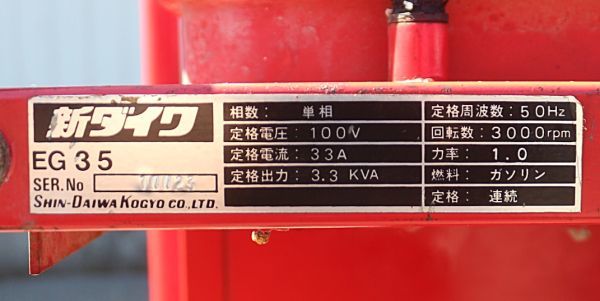 新ダイワ
EG35
SER.No
SHIN-DAIWA KOGYO CO.,LTD.
相数: 単相
定格電圧: 100V
定格電流: 33A
定格出力: 3.3 KVA
定格周波数: 50Hz
回転数: 3000rpm
力率: 1.0
燃料: ガソリン
定格: 連続